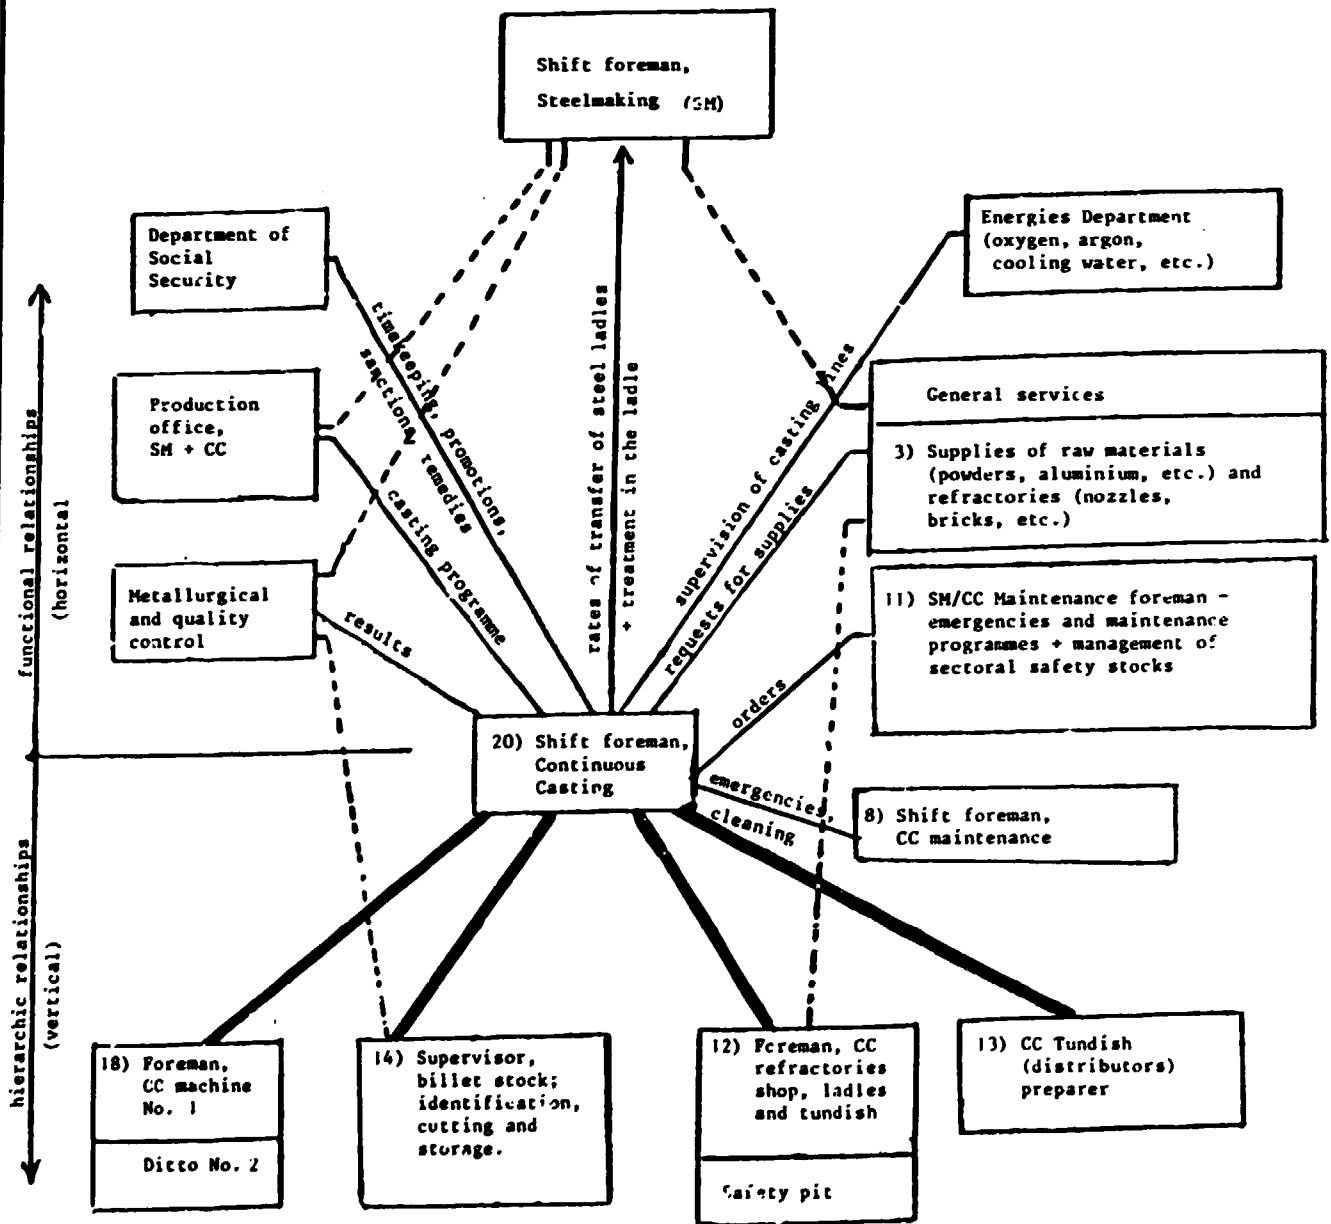 Shift foreman,
Steelmaking (SM)
Department of
Social
Security
Energies Department
(oxygen, argon,
cooling water, etc.)
Production
office,
SM + CC
General services
3) Supplies of raw materials
(powders, aluminium, etc.) and
refractories (nozzles,
bricks, etc.)
Metallurgical
and quality
control
11) SM/CC Maintenance foreman -
emergencies and maintenance
programmes + management of
sectoral safety stocks
timekeeping, promotions,
sanctions, remedies
casting programme
results
rates of transfer of steel ladles
+ treatment in the ladle
supervision of casting lines
requests for supplies
orders
emergencies,
cleaning
functional relationships
(horizontal
hierarchic relationships
(vertical)
20) Shift foreman,
Continuous
Casting
8) Shift foreman,
CC maintenance
18) Foreman,
CC machine
No. 1
Ditto No. 2
14) Supervisor,
billet stock;
identification,
cutting and
storage.
12) Foreman, CC
refractories
shop, ladles
and tundish
Safety pit
13) CC Tundish
(distributors)
preparer